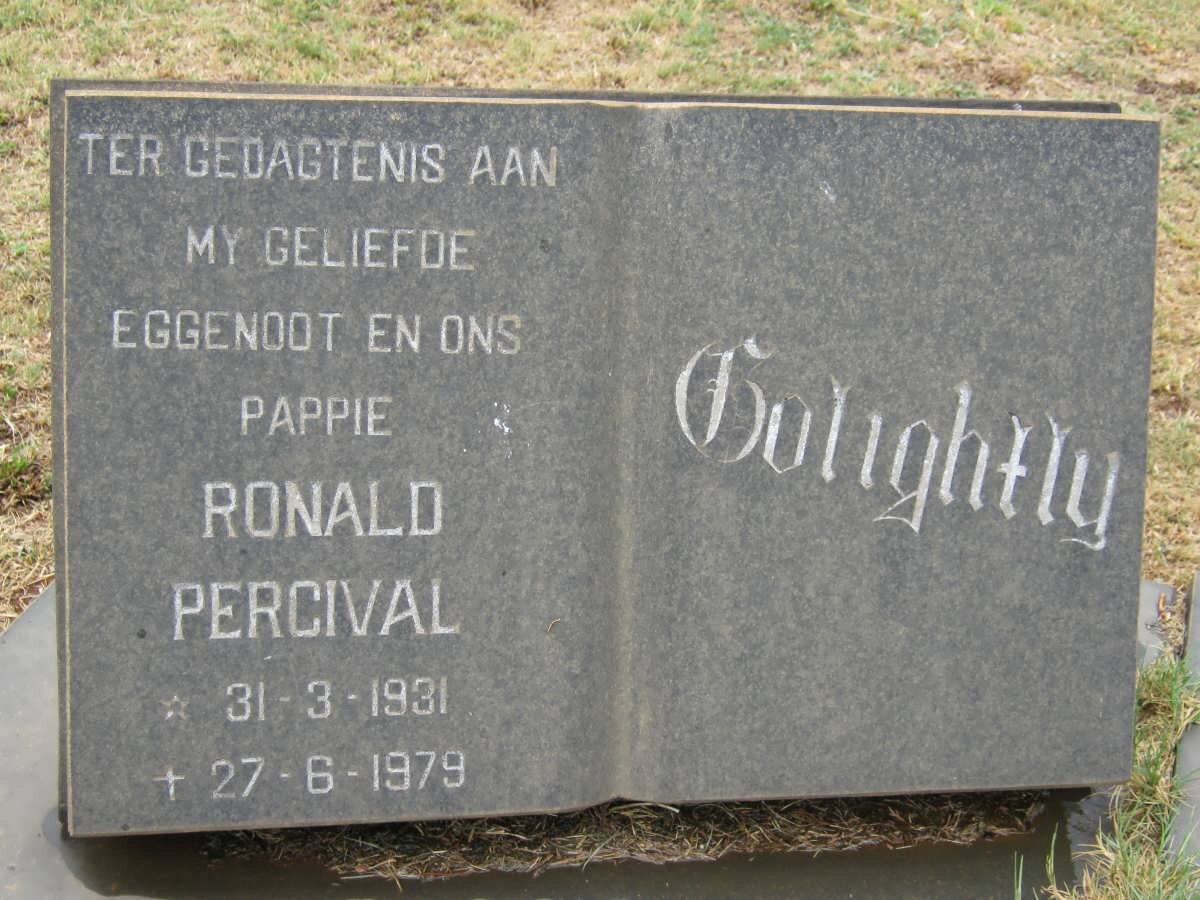 TER GEDAGTENIS AAN
MY GELIEFDE
EGGENOOT EN ONS
PAPPIE
RONALD
PERCIVAL
☆ 31-3-1931
✝ 27-6-1979
Golightly